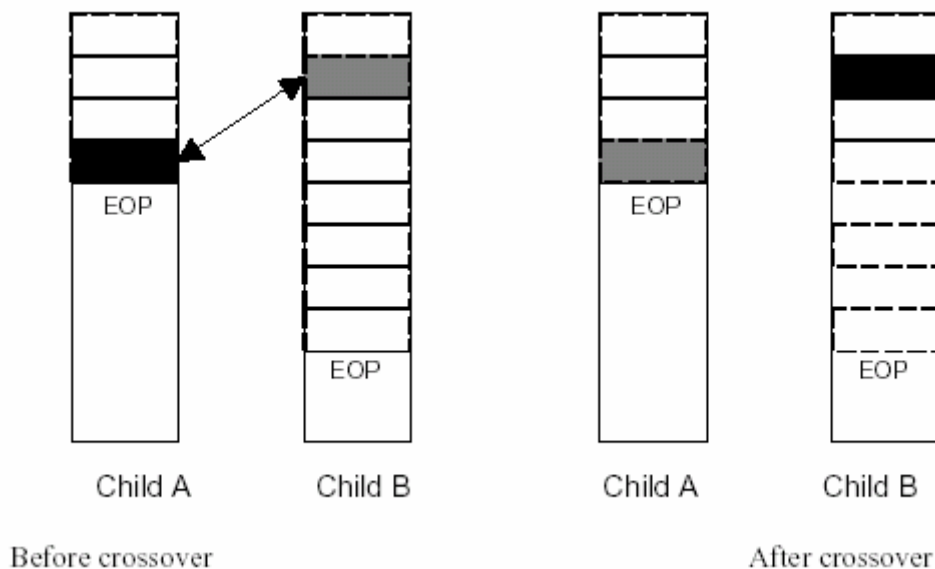 EOP
EOP
EOP
EOP
Child A
Child B
Child A
Child B
Before crossover
After crossover